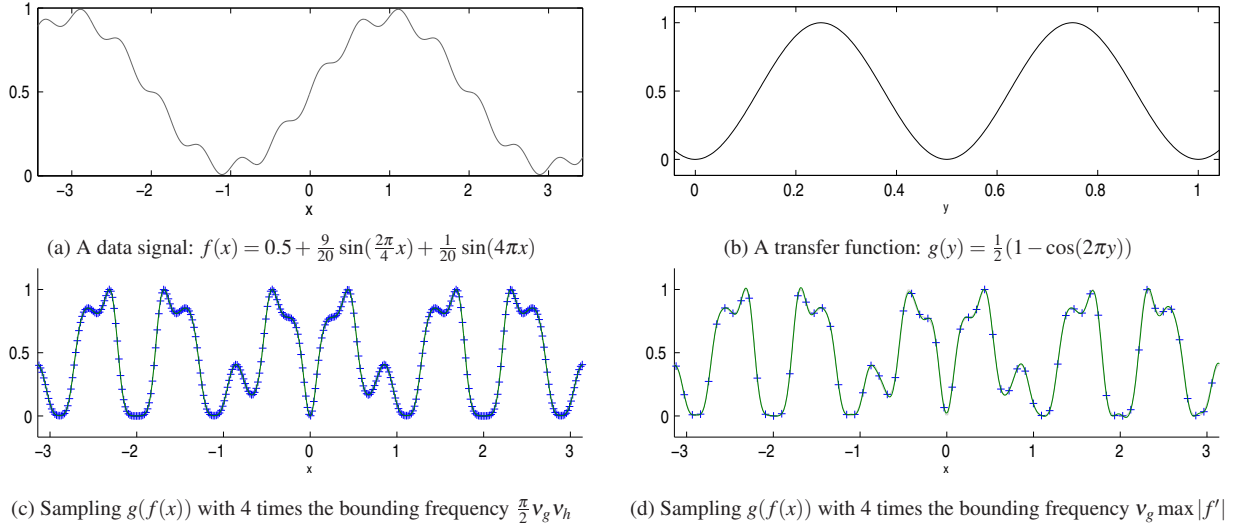 1
0.5
0
−3 −2 −1 0 1 2 3
x
(a) A data signal: f(x) = 0.5 + 9/20 sin(2π/4 x) + 1/20 sin(4πx)
1
0.5
0
0 0.2 0.4 0.6 0.8 1
y
(b) A transfer function: g(y) = 1/2 (1 − cos(2πy))
1
0.5
0
−3 −2 −1 0 1 2 3
x
(c) Sampling g(f(x)) with 4 times the bounding frequency π/2 ν_g ν_h
1
0.5
0
−3 −2 −1 0 1 2 3
x
(d) Sampling g(f(x)) with 4 times the bounding frequency ν_g max |f′|